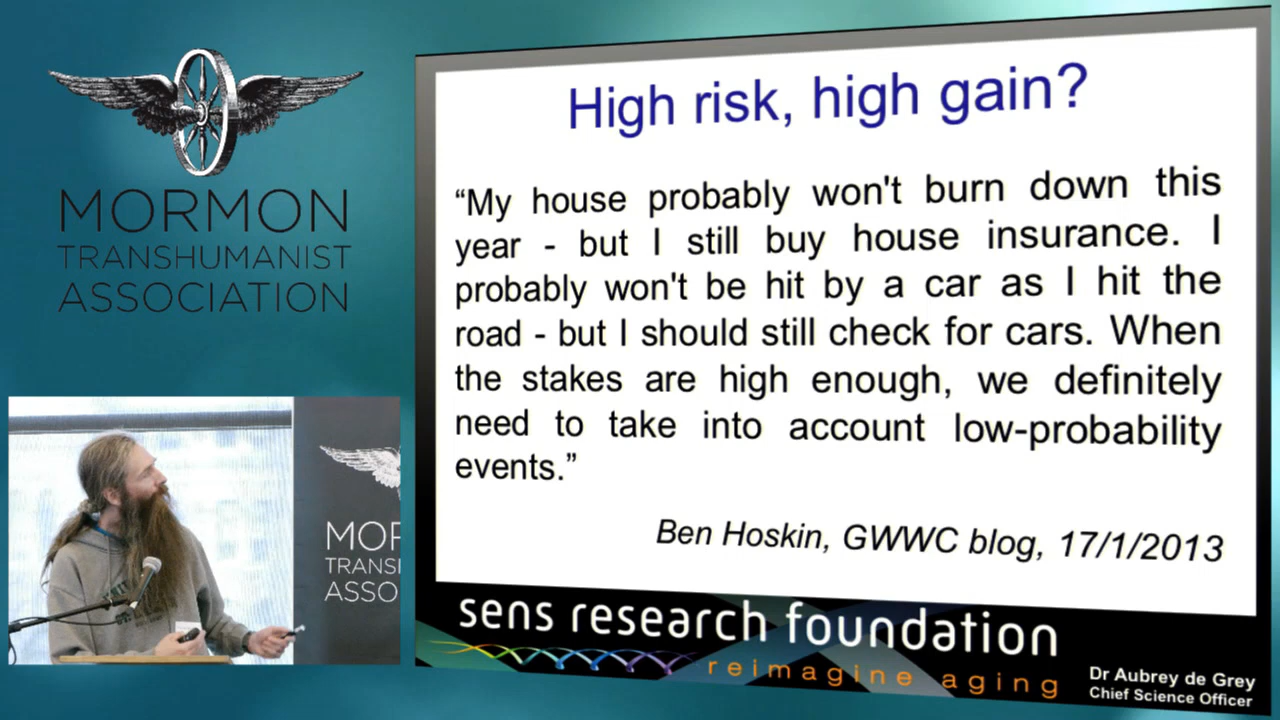 MORMON
TRANSHUMANIST
ASSOCIATION
High risk, high gain?
“My house probably won't burn down this
year - but I still buy house insurance. I
probably won't be hit by a car as I hit the
road - but I should still check for cars. When
the stakes are high enough, we definitely
need to take into account low-probability
events.”
Ben Hoskin, GWWC blog, 17/1/2013
sens research foundation
reimagine aging
Dr Aubrey de Grey
Chief Science Officer
MOR
TRANS
ASSO